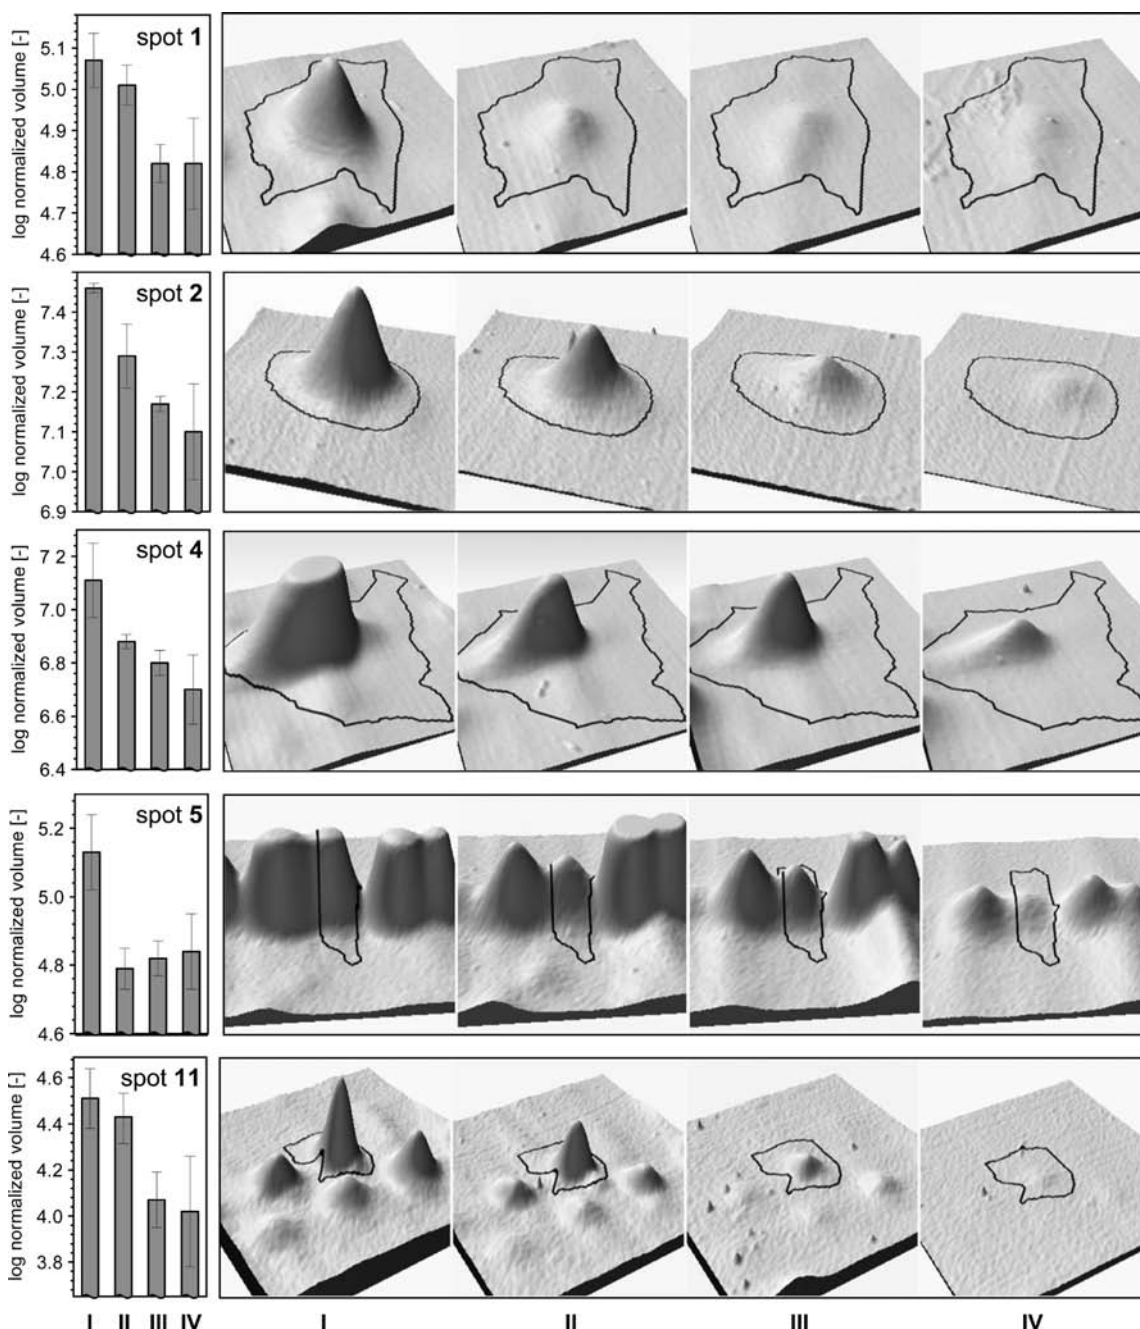 spot 1
log normalized volume [-]
5.1
5.0
4.9
4.8
4.7
4.6
spot 2
log normalized volume [-]
7.4
7.3
7.2
7.1
7.0
6.9
spot 4
log normalized volume [-]
7.2
7.0
6.8
6.6
6.4
spot 5
log normalized volume [-]
5.2
5.0
4.8
4.6
spot 11
log normalized volume [-]
4.6
4.4
4.2
4.0
3.8
I II III IV I II III IV